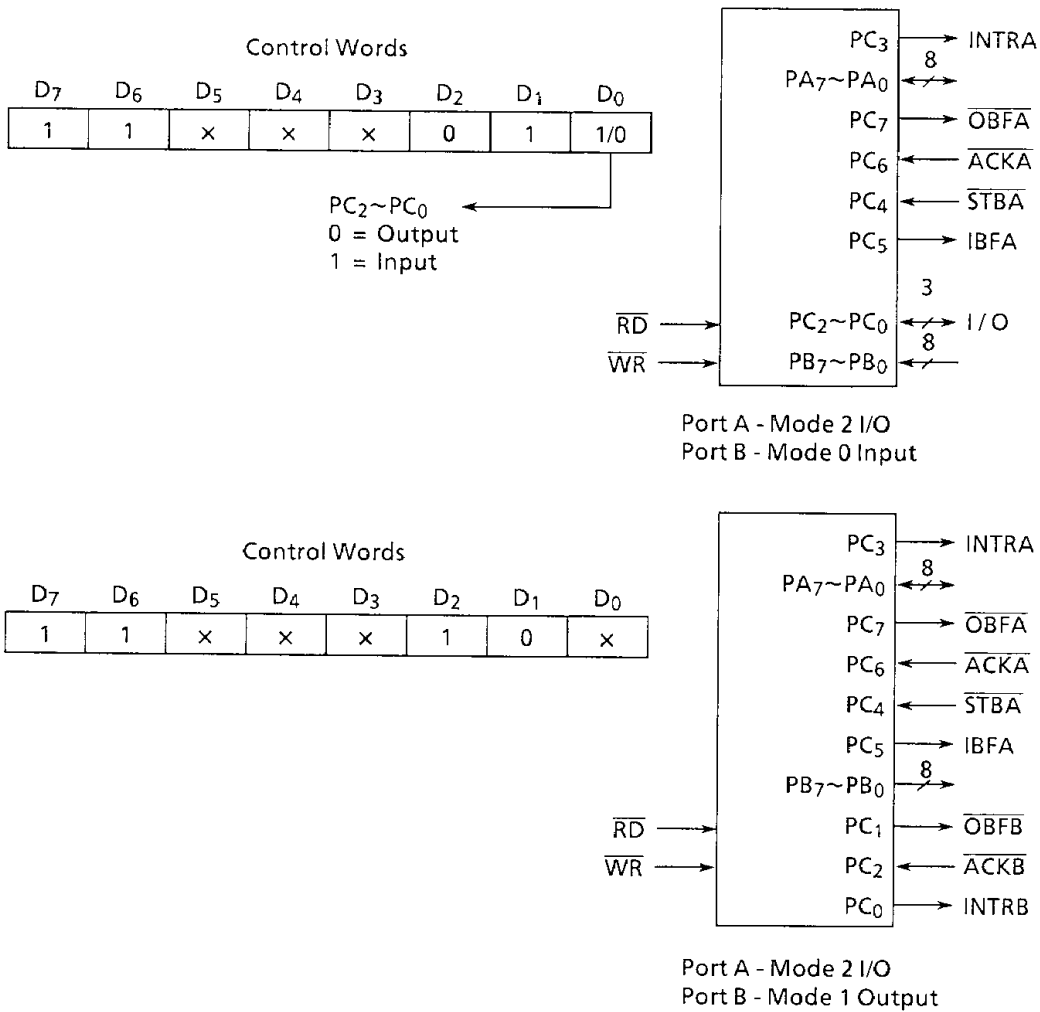 Control Words
D7 D6 D5 D4 D3 D2 D1 D0
1 1 × × × 0 1 1/0
PC2~PC0
0 = Output
1 = Input
RD
WR
PC3 INTRA
PA7~PA0 8
PC7 OBFA
PC6 ACKA
PC4 STBA
PC5 IBFA
3
PC2~PC0 I/O
PB7~PB0 8
Port A - Mode 2 I/O
Port B - Mode 0 Input
Control Words
D7 D6 D5 D4 D3 D2 D1 D0
1 1 × × × 1 0 ×
RD
WR
PC3 INTRA
PA7~PA0 8
PC7 OBFA
PC6 ACKA
PC4 STBA
PC5 IBFA
PB7~PB0 8
PC1 OBFB
PC2 ACKB
PC0 INTRB
Port A - Mode 2 I/O
Port B - Mode 1 Output